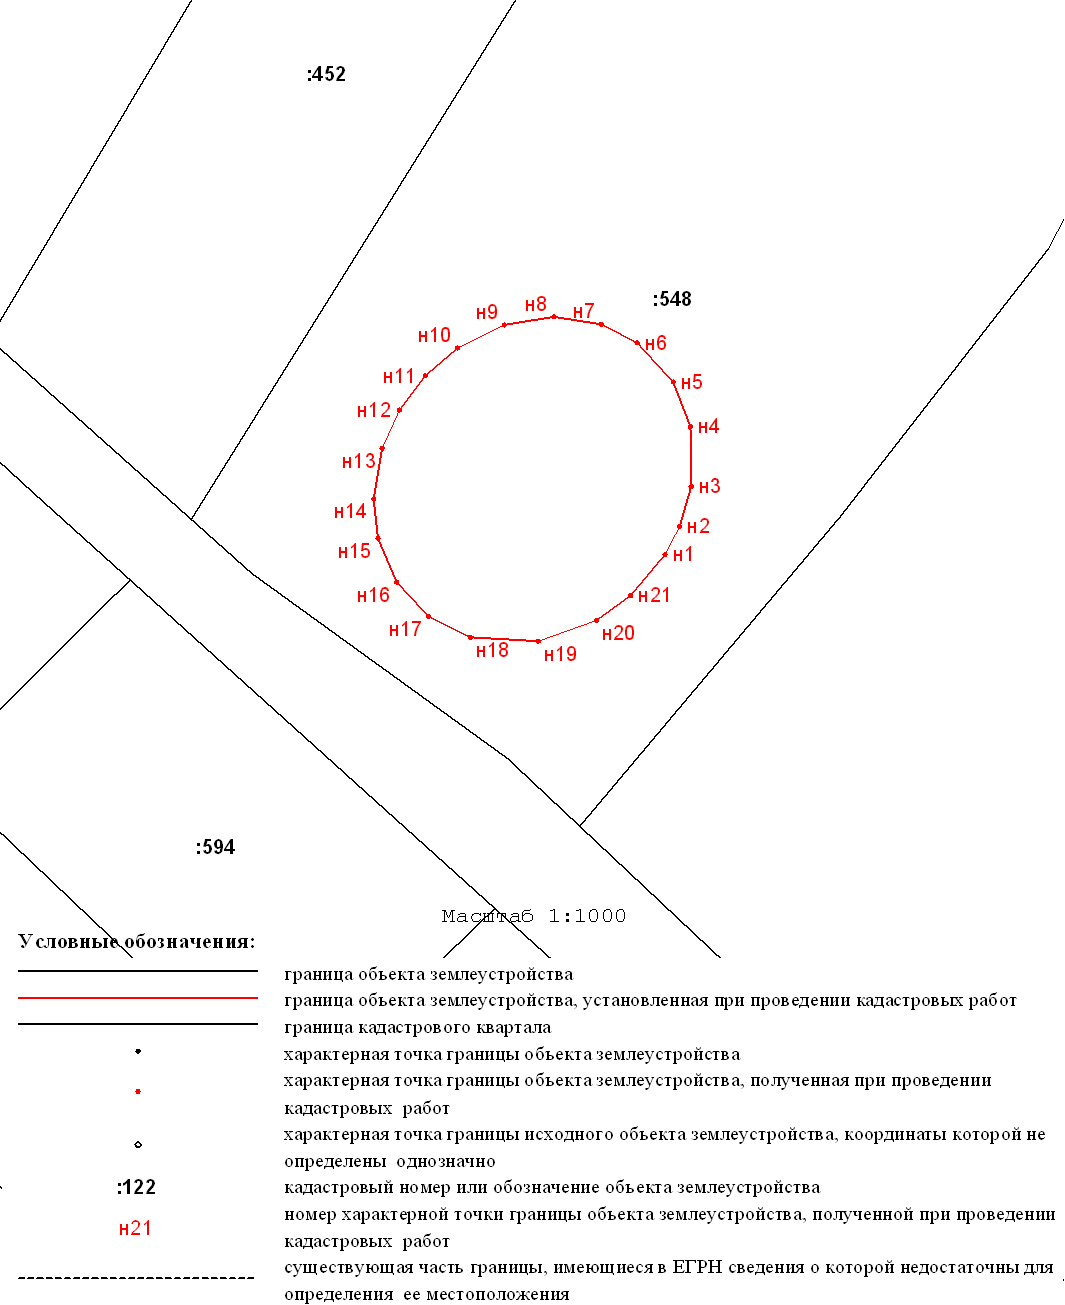 :452
:548
н8
н9
н7
н10
н6
н11
н5
н12
н4
н13
н3
н14
н2
н15
н1
н16
н21
н17
н20
н18
н19
:594
Масштаб 1:1000
Условные обозначения:
граница объекта землеустройства
граница объекта землеустройства, установленная при проведении кадастровых работ
граница кадастрового квартала
характерная точка границы объекта землеустройства
характерная точка границы объекта землеустройства, полученная при проведении
кадастровых работ
характерная точка границы исходного объекта землеустройства, координаты которой не
определены однозначно
:122 кадастровый номер или обозначение объекта землеустройства
н21 номер характерной точки границы объекта землеустройства, полученной при проведении
кадастровых работ
существующая часть границы, имеющиеся в ЕГРН сведения о которой недостаточны для
определения ее местоположения